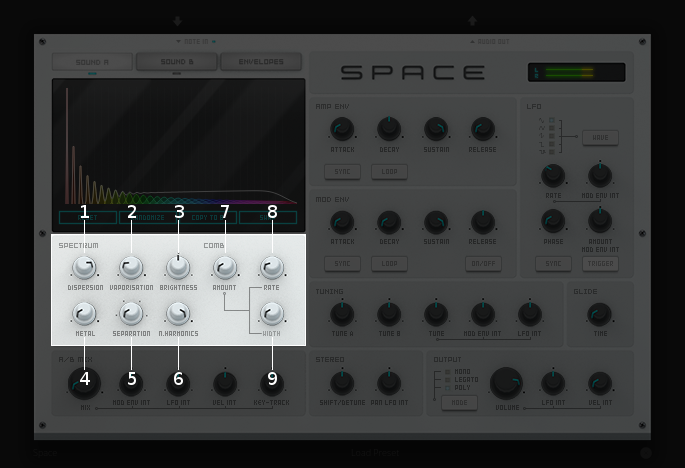 NOTE IN AUDIO OUT
SOUND A SOUND B ENVELOPES
SPACE
L
R
AMP ENV LFO
ATTACK DECAY SUSTAIN RELEASE
WAVE
SYNC LOOP
RATE MOD ENV INT
MOD ENV
1 2 3 7 8
COPY TO B
ATTACK DECAY SUSTAIN RELEASE
PHASE AMOUNT
MOD ENV INT
SPECTRUM COMB
SYNC LOOP ON/OFF SYNC TRIGGER
DISPERSION VAPORISATION BRIGHTNESS AMOUNT RATE
TUNING GLIDE
METAL SEPARATION N.HARMONICS WIDTH
TUNE A TUNE B TUNE MOD ENV INT LFO INT TIME
A/B MIX STEREO OUTPUT
MONO
LEGATO
POLY
4 5 6 9
MIX MOD ENV INT LFO INT VEL INT KEY-TRACK
SHIFT/DETUNE PAN LFO INT MONO VOLUME LFO INT VEL INT